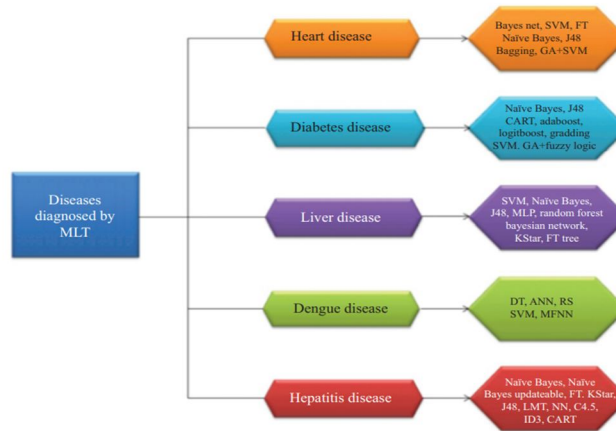 Diseases
diagnosed by
MLT
Heart disease
Bayes net, SVM, FT
Naïve Bayes, J48
Bagging, GA+SVM
Diabetes disease
Naïve Bayes, J48
CART, adaboost,
logitboost, gradding
SVM. GA+fuzzy logic
Liver disease
SVM, Naïve Bayes,
J48, MLP, random forest
bayesian network,
KStar, FT tree
Dengue disease
DT, ANN, RS
SVM, MFNN
Hepatitis disease
Naïve Bayes, Naïve
Bayes updateable, FT. KStar,
J48, LMT, NN, C4.5,
ID3, CART